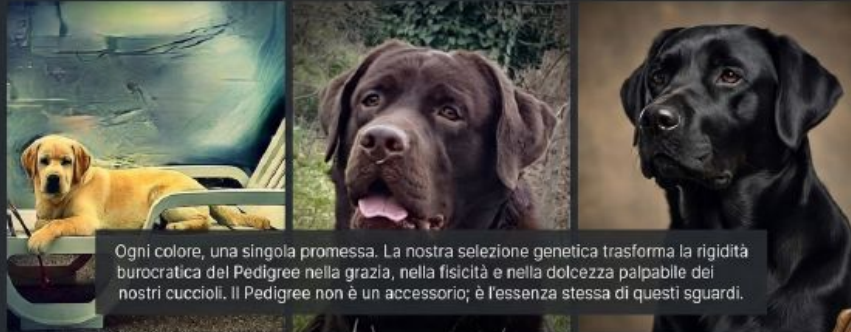 Ogni colore, una singola promessa. La nostra selezione genetica trasforma la rigidità
burocratica del Pedigree nella grazia, nella fisicità e nella dolcezza palpabile dei
nostri cuccioli. Il Pedigree non è un accessorio; è l'essenza stessa di questi sguardi.